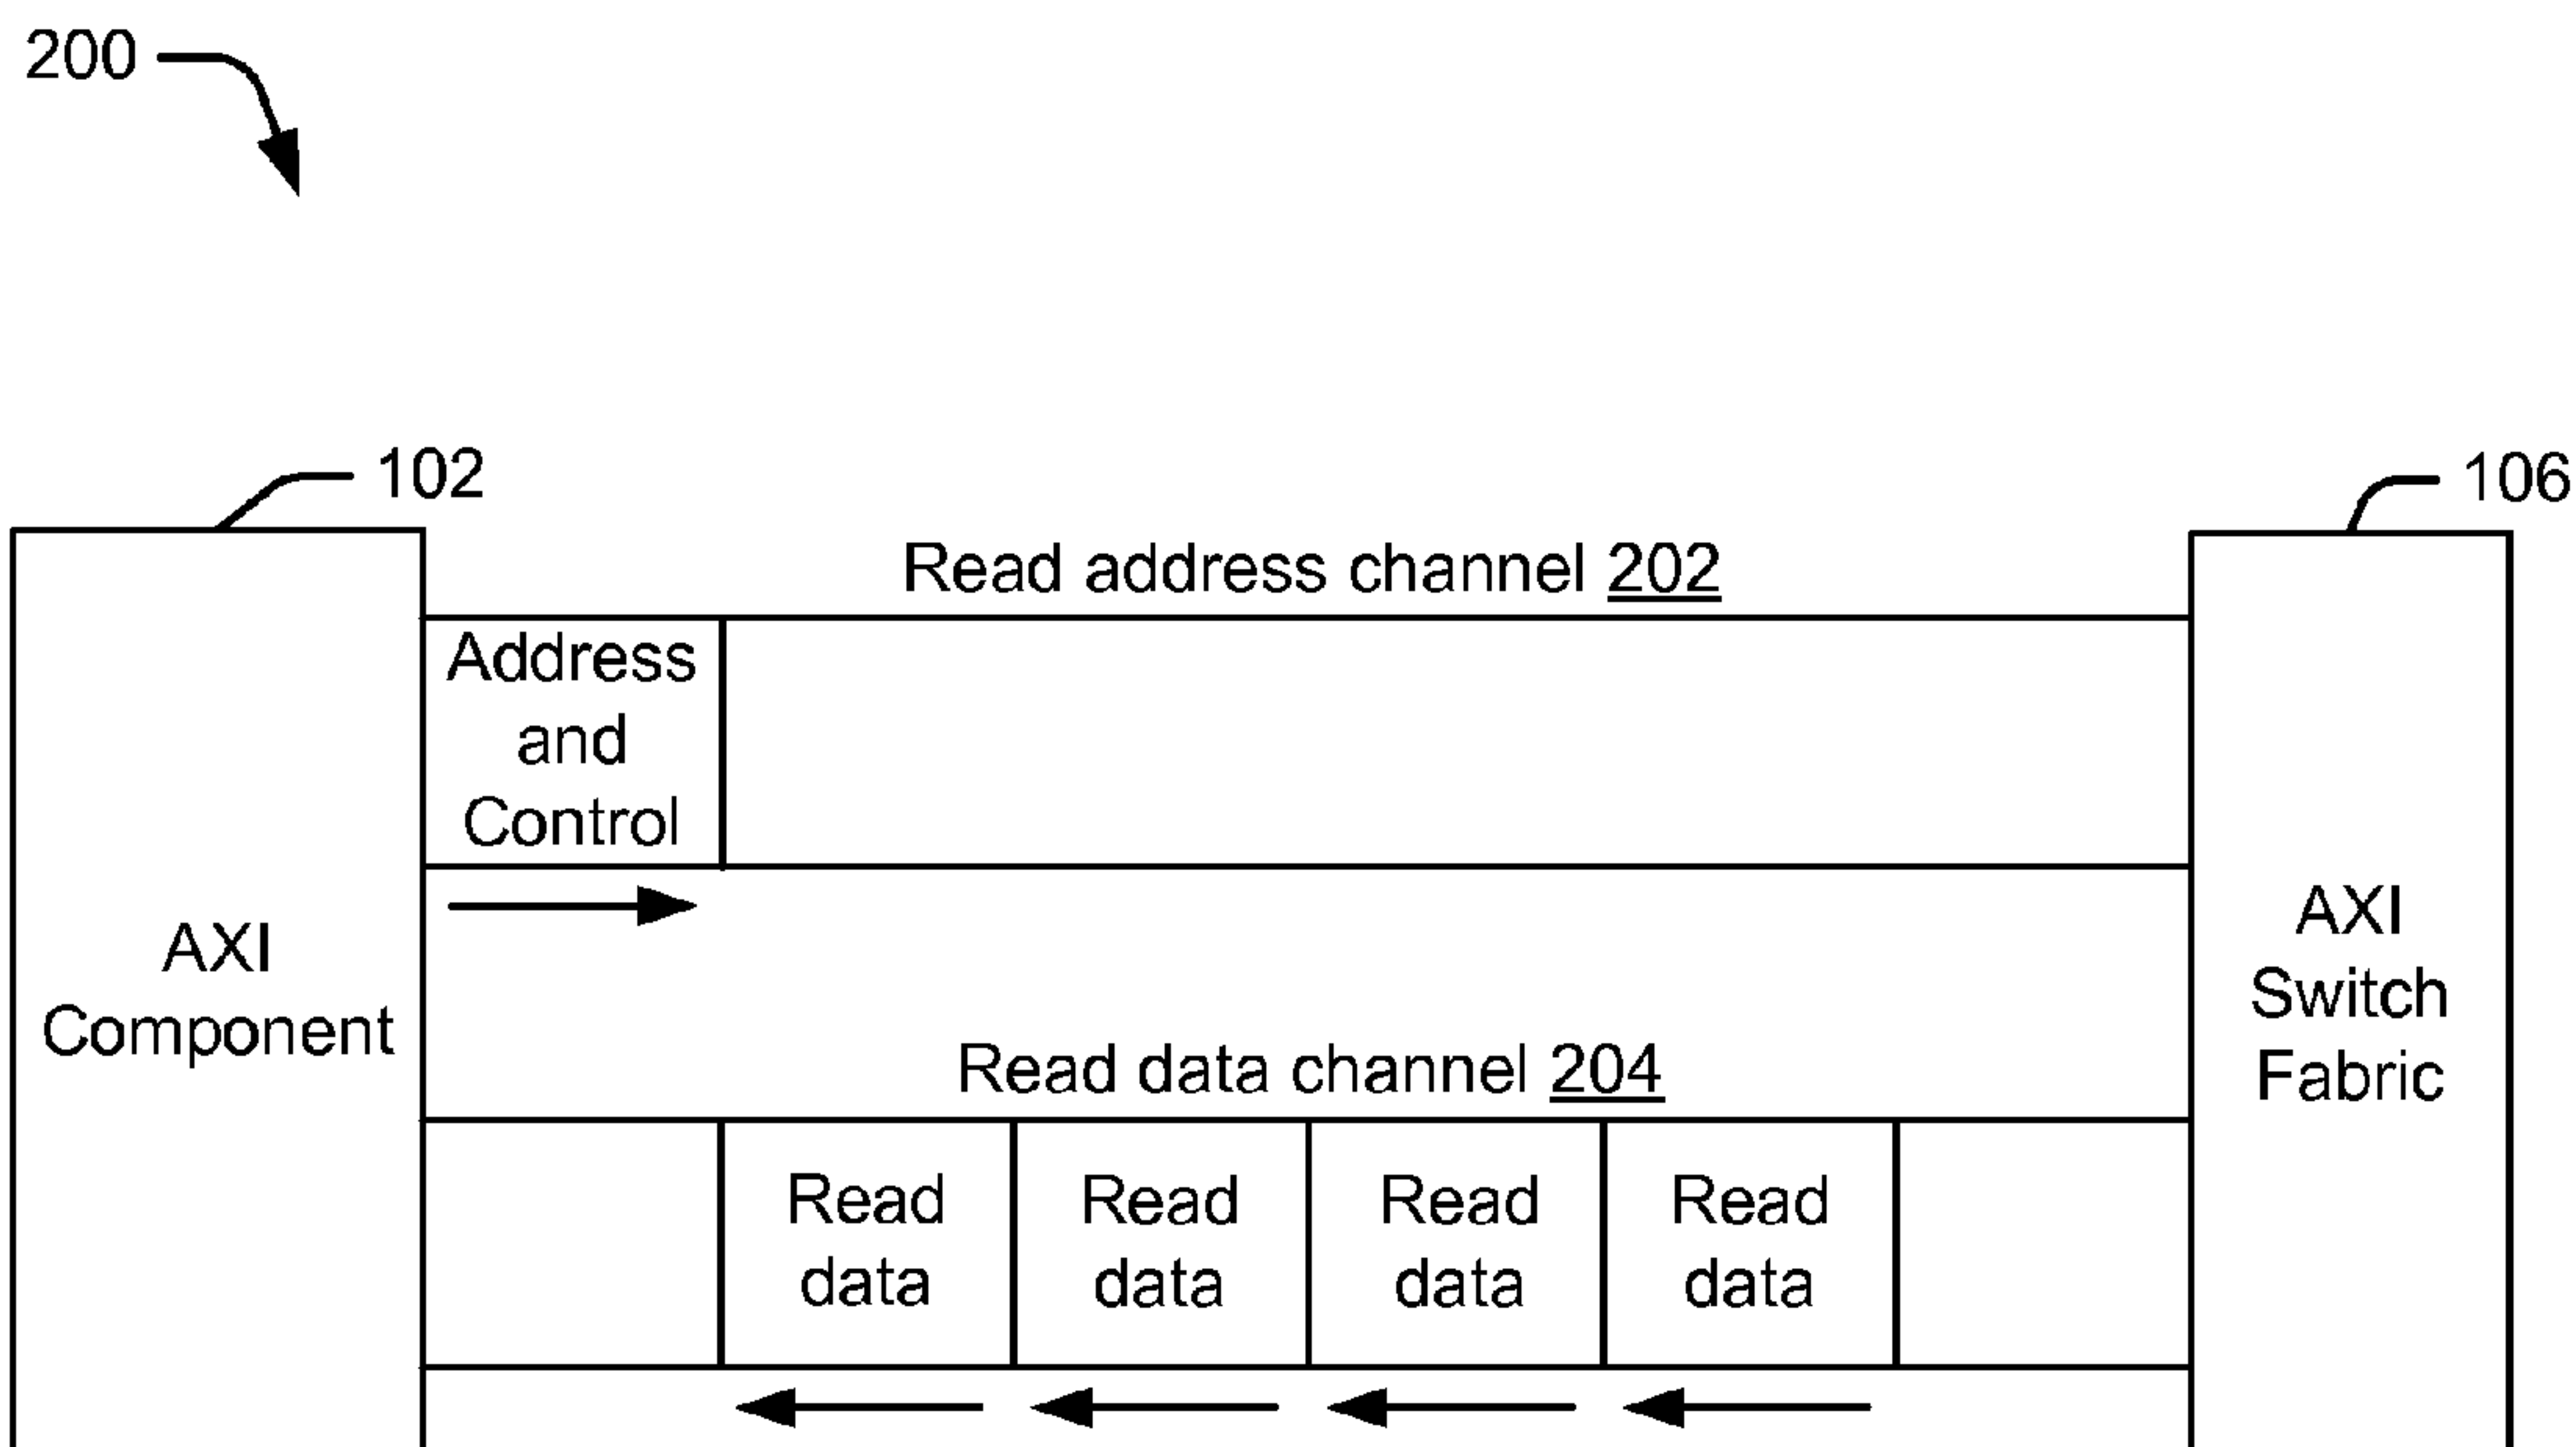 200
102
106
Read address channel 202
Address
and
Control
AXI
Component
AXI
Switch
Fabric
Read data channel 204
Read
data
Read
data
Read
data
Read
data